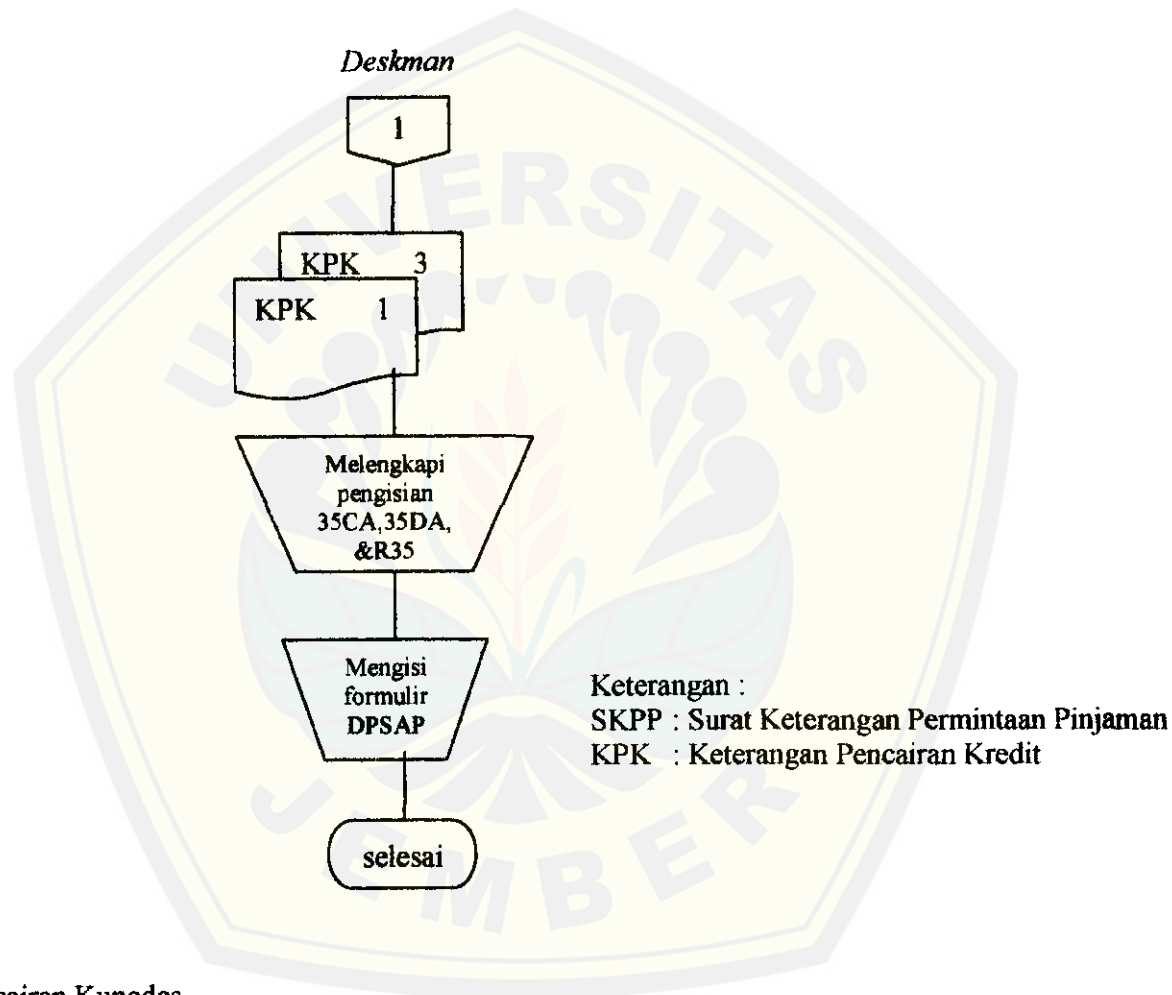 Deskman
1
KPK 3
KPK 1
Melengkapi
pengisian
35CA,35DA,
&R35
Mengisi
formulir
DPSAP
selesai
Keterangan :
SKPP : Surat Keterangan Permintaan Pinjaman
KPK : Keterangan Pencairan Kredit
UNIVERSITAS
JEMBER